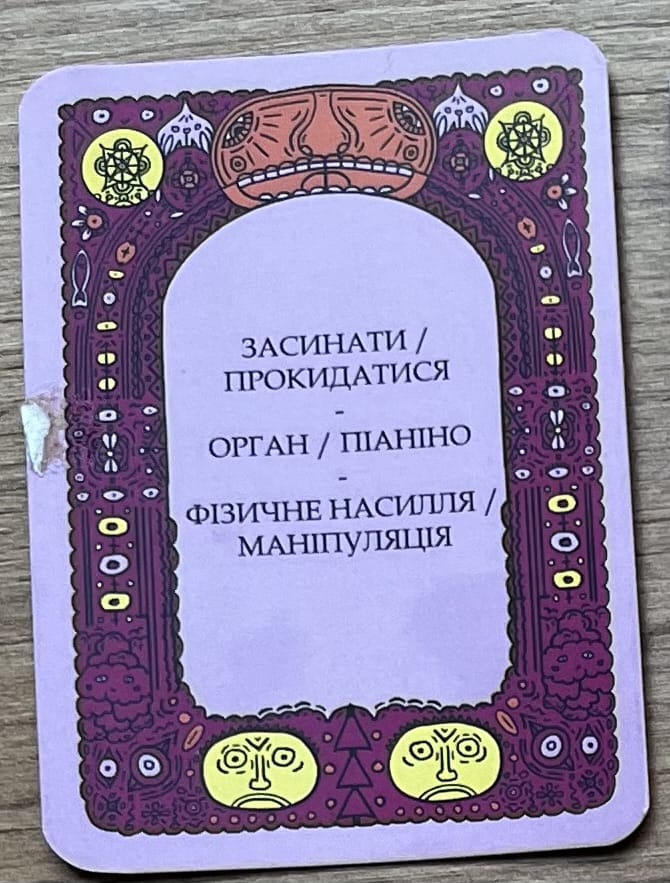 ЗАСИНАТИ /
ПРОКИДАТИСЯ
-
ОРГАН / ПІАНІНО
-
ФІЗИЧНЕ НАСИЛЛЯ /
МАНІПУЛЯЦІЯ